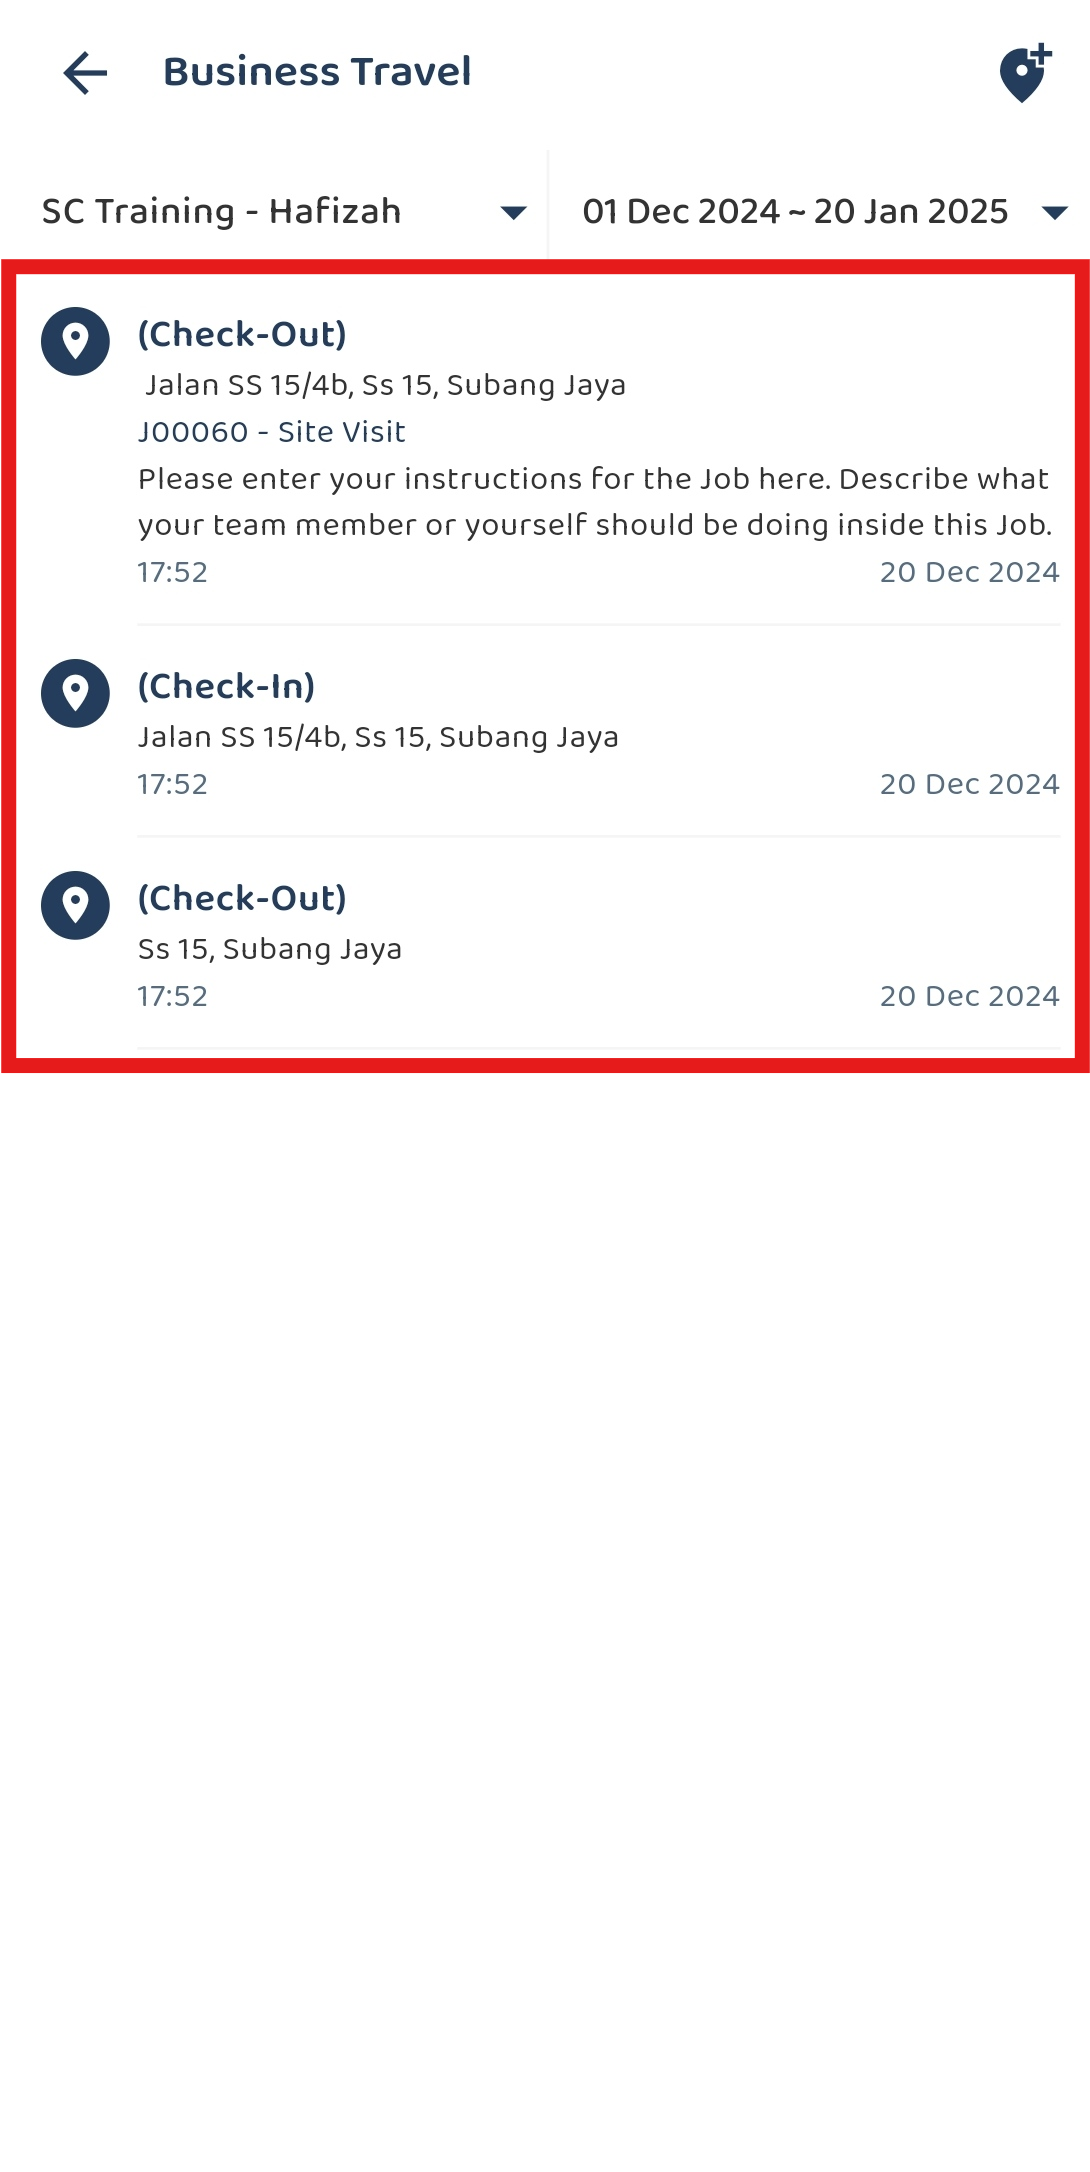 Business Travel
SC Training - Hafizah
01 Dec 2024 ~ 20 Jan 2025
(Check-Out)
Jalan SS 15/4b, Ss 15, Subang Jaya
J00060 - Site Visit
Please enter your instructions for the Job here. Describe what
your team member or yourself should be doing inside this Job.
17:52 20 Dec 2024
(Check-In)
Jalan SS 15/4b, Ss 15, Subang Jaya
17:52 20 Dec 2024
(Check-Out)
Ss 15, Subang Jaya
17:52 20 Dec 2024